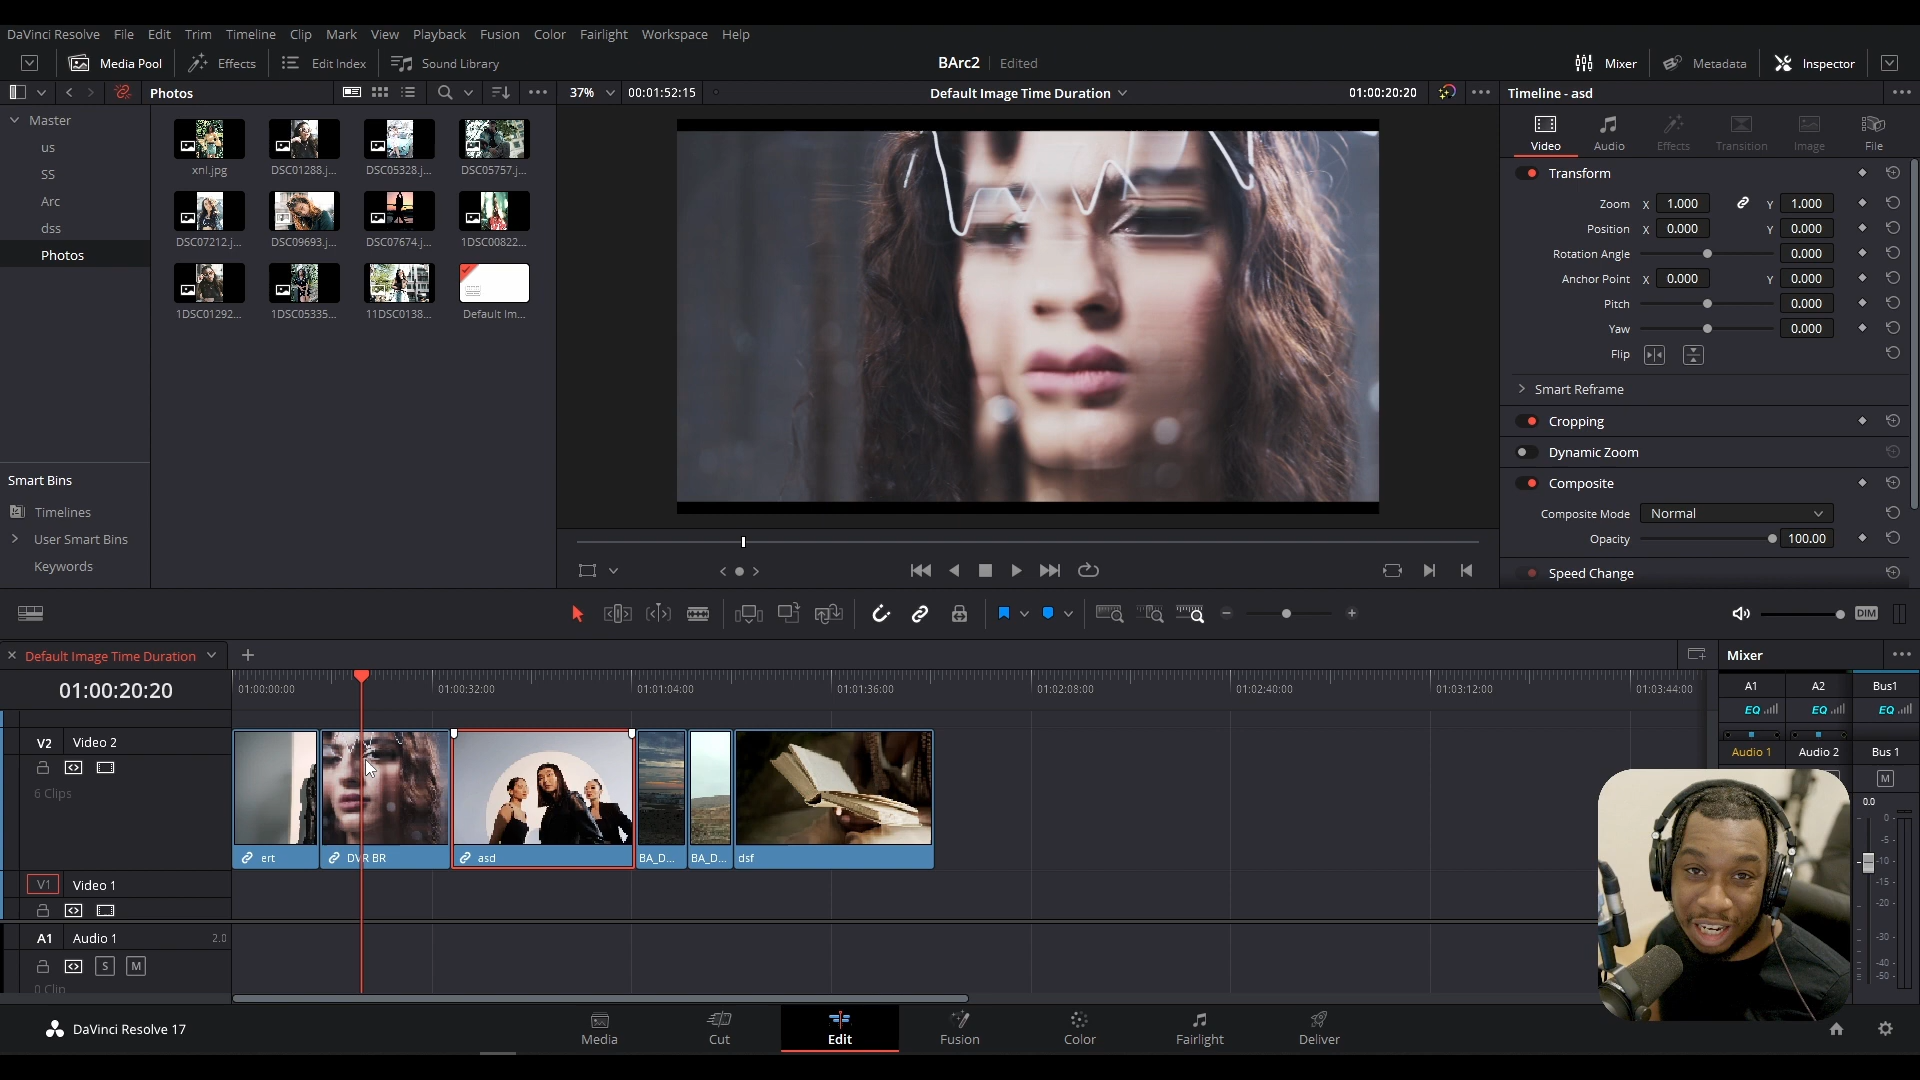 DaVinci Resolve File Edit Trim Timeline Clip Mark View Playback Fusion Color Fairlight Workspace Help
Media Pool Effects Edit Index Sound Library BArc2 Edited Mixer Metadata Inspector
Photos 37% 00:01:52:15 Default Image Time Duration 01:00:20:20 Timeline - asd
Master
us
SS
Arc
dss
Photos
xnl.jpg DSC01288.j... DSC05328.j... DSC05757.j...
DSC07212.j... DSC09693.j... DSC07674.j... 1DSC00822...
1DSC01292... 1DSC05335... 11DSC0138... Default Im...
Smart Bins
Timelines
User Smart Bins
Keywords
Video Audio Effects Transition Image File
Transform
Zoom X 1.000 Y 1.000
Position X 0.000 Y 0.000
Rotation Angle 0.000
Anchor Point X 0.000 Y 0.000
Pitch 0.000
Yaw 0.000
Flip
Smart Reframe
Cropping
Dynamic Zoom
Composite
Composite Mode Normal
Opacity 100.00
Speed Change
DIM
Default Image Time Duration Mixer
01:00:20:20 01:00:00:00 01:00:32:00 01:01:04:00 01:01:36:00 01:02:08:00 01:02:40:00 01:03:12:00 01:03:44:00
A1 A2 Bus1
EQ EQ EQ
Audio 1 Audio 2 Bus 1
M
0.0
0
-5
-10
-15
-20
-30
-40
-50
V2 Video 2
6 Clips
ert DVR BR asd BA_D... BA_D... dsf
V1 Video 1
A1 Audio 1 2.0
S M
0 Clip
DaVinci Resolve 17 Media Cut Edit Fusion Color Fairlight Deliver